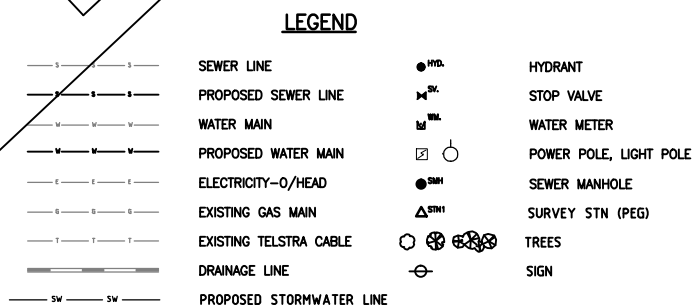 LEGEND
S S S SEWER LINE HYD. HYDRANT
S S S PROPOSED SEWER LINE SV. STOP VALVE
W W W WATER MAIN WM. WATER METER
W W W PROPOSED WATER MAIN POWER POLE, LIGHT POLE
E E E ELECTRICITY-O/HEAD SMH SEWER MANHOLE
G G G EXISTING GAS MAIN STN1 SURVEY STN (PEG)
T T T EXISTING TELSTRA CABLE TREES
DRAINAGE LINE SIGN
SW SW PROPOSED STORMWATER LINE